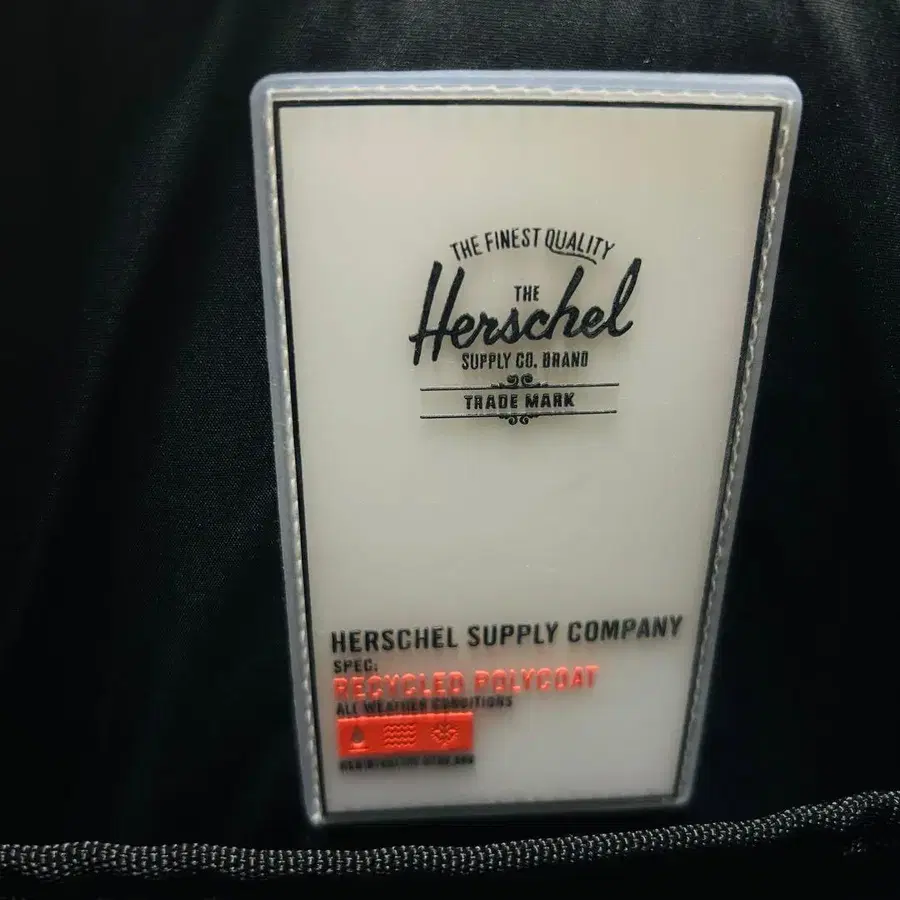 THE FINEST QUALITY
THE
Herschel
SUPPLY CO. BRAND
TRADE MARK
HERSCHEL SUPPLY COMPANY
SPEC:
RECYCLED POLYCOAT
ALL WEATHER CONDITIONS